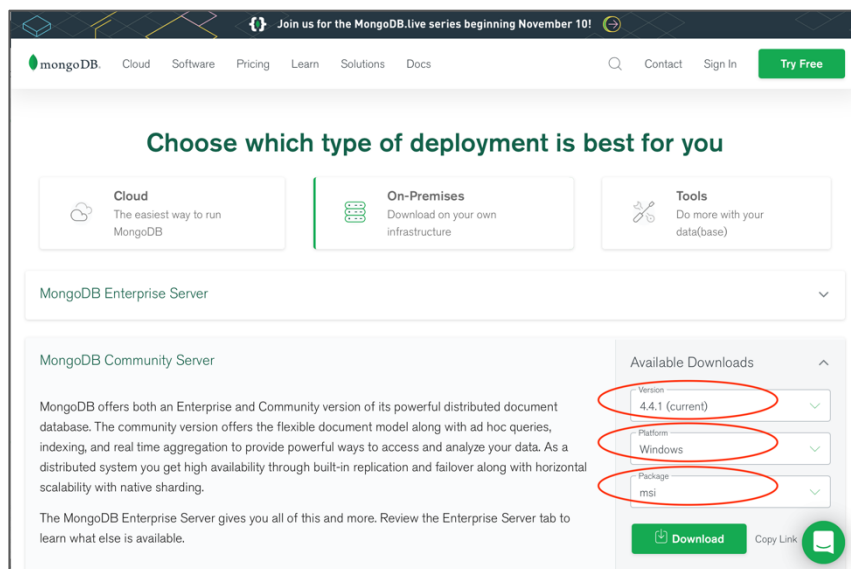 Join us for the MongoDB.live series beginning November 10!
mongoDB. Cloud Software Pricing Learn Solutions Docs Contact Sign In Try Free
Choose which type of deployment is best for you
Cloud
The easiest way to run
MongoDB
On-Premises
Download on your own
infrastructure
Tools
Do more with your
data(base)
MongoDB Enterprise Server
MongoDB Community Server
MongoDB offers both an Enterprise and Community version of its powerful distributed document
database. The community version offers the flexible document model along with ad hoc queries,
indexing, and real time aggregation to provide powerful ways to access and analyze your data. As a
distributed system you get high availability through built-in replication and failover along with horizontal
scalability with native sharding.
The MongoDB Enterprise Server gives you all of this and more. Review the Enterprise Server tab to
learn what else is available.
Available Downloads
Version
4.4.1 (current)
Platform
Windows
Package
msi
Download Copy Link